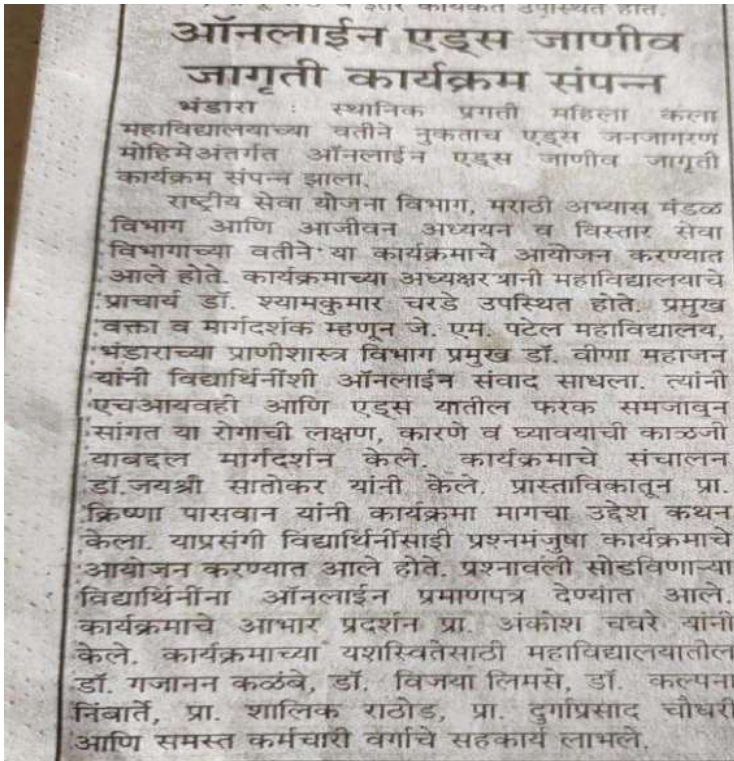 व इतर कार्यकर्ते उपस्थित होते.
ऑनलाईन एड्स जाणीव
जागृती कार्यक्रम संपन्न
भंडारा : स्थानिक प्रगती महिला कला
महाविद्यालयाच्या वतीने नुकताच एड्स जनजागरण
मोहिमेअंतर्गत ऑनलाईन एड्स जाणीव जागृती
कार्यक्रम संपन्न झाला.
राष्ट्रीय सेवा योजना विभाग, मराठी अभ्यास मंडळ
विभाग आणि आजीवन अध्ययन व विस्तार सेवा
विभागाच्या वतीने या कार्यक्रमाचे आयोजन करण्यात
आले होते. कार्यक्रमाच्या अध्यक्षस्थानी महाविद्यालयाचे
प्राचार्य डॉ. श्यामकुमार चरडे उपस्थित होते. प्रमुख
वक्ता व मार्गदर्शक म्हणून जे. एम. पटेल महाविद्यालय,
भंडाराच्या प्राणीशास्त्र विभाग प्रमुख डॉ. वीणा महाजन
यांनी विद्यार्थिनींशी ऑनलाईन संवाद साधला. त्यांनी
एचआयवही आणि एड्स यातील फरक समजावून
सांगत या रोगाची लक्षण, कारणे व घ्यावयाची काळजी
याबद्दल मार्गदर्शन केले. कार्यक्रमाचे संचालन
डॉ.जयश्री सातोकर यांनी केले. प्रास्ताविकातून प्रा.
क्रिष्णा पासवान यांनी कार्यक्रमा मागचा उद्देश कथन
केला. याप्रसंगी विद्यार्थिनींसाडी प्रश्नमंजुषा कार्यक्रमाचे
आयोजन करण्यात आले होते. प्रश्नावली सोडविणाऱ्या
विद्यार्थिनींना ऑनलाईन प्रमाणपत्र देण्यात आले.
कार्यक्रमाचे आभार प्रदर्शन प्रा. अंकोश चवरे यांनी
केले. कार्यक्रमाच्या यशस्वितेसाठी महाविद्यालयातील
डॉ. गजानन कळंबे, डॉ. विजया लिमसे, डॉ. कल्पना
निंबार्ते, प्रा. शालिक राठोड, प्रा. दुर्गाप्रसाद चौधरी
आणि समस्त कर्मचारी वर्गाचे सहकार्य लाभले.